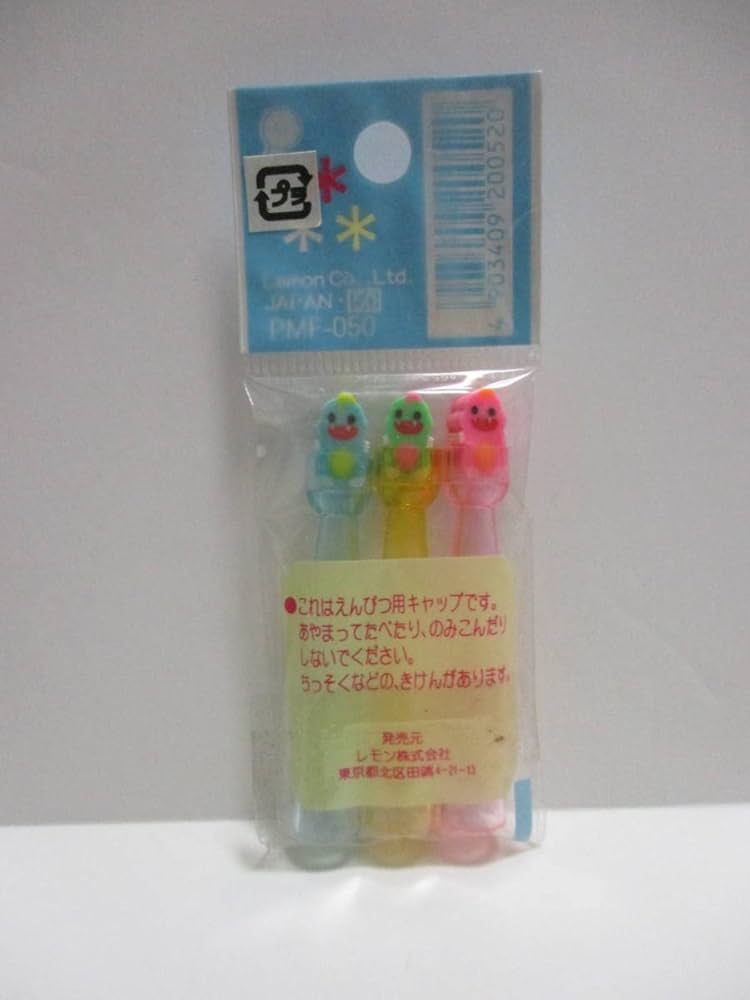 プラ
Lemon Co., Ltd.
JAPAN・50
PMF-050
4 903409 200520
●これはえんぴつ用キャップです。
あやまってたべたり、のみこんだり
しないでください。
ちっそくなどの、きけんがあります。
発売元
レモン株式会社
東京都北区田端4-21-13